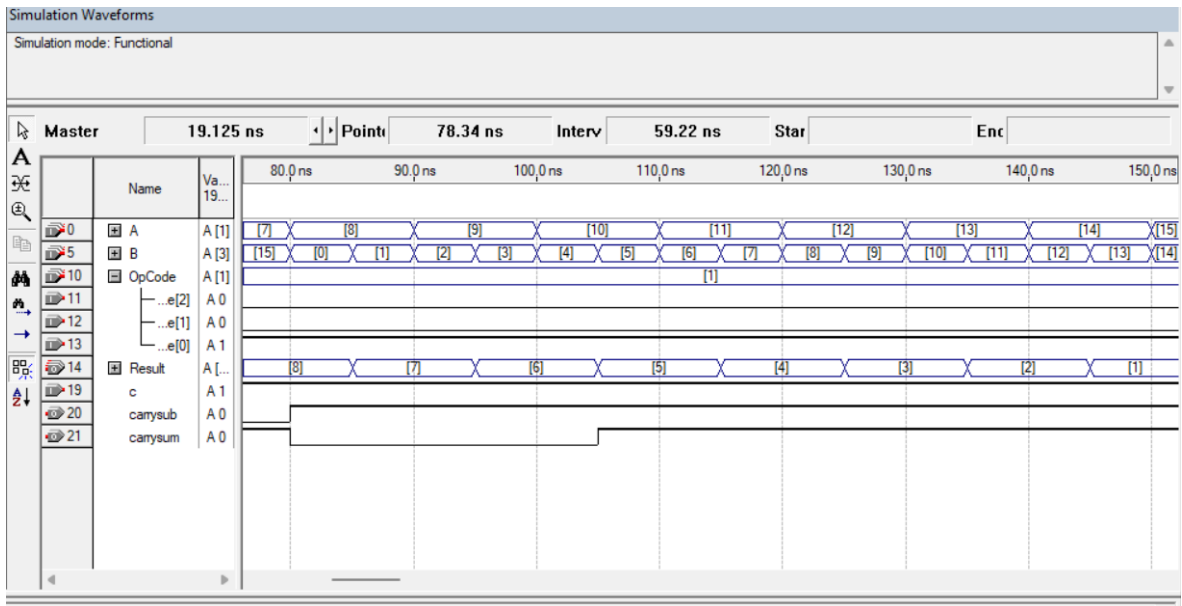 Simulation Waveforms
Simulation mode: Functional
Master 19.125 ns Point 78.34 ns Interv 59.22 ns Star Enc
80.0 ns 90.0 ns 100.0 ns 110.0 ns 120.0 ns 130.0 ns 140.0 ns 150.0 ns
Name Va... 19...
0 A A [1] [7] [8] [9] [10] [11] [12] [13] [14] [15]
5 B A [3] [15] [0] [1] [2] [3] [4] [5] [6] [7] [8] [9] [10] [11] [12] [13] [14]
10 OpCode A [1] [1]
11 ...e[2] A 0
12 ...e[1] A 0
13 ...e[0] A 1
14 Result A [... [8] [7] [6] [5] [4] [3] [2] [1]
19 c A 1
20 carrysub A 0
21 carrysum A 0